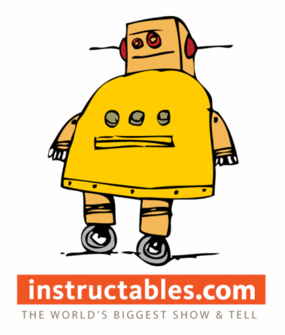 instructables.com
THE WORLD'S BIGGEST SHOW & TELL